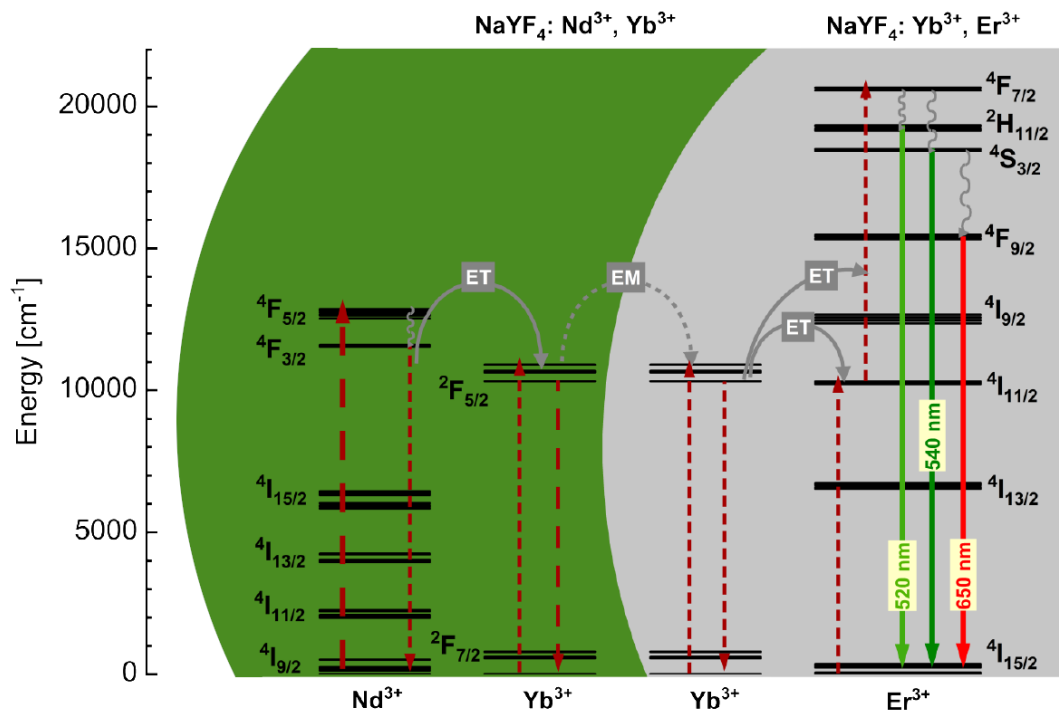 NaYF₄: Nd³⁺, Yb³⁺
NaYF₄: Yb³⁺, Er³⁺
Energy [cm⁻¹]
20000
15000
10000
5000
0
⁴F₅/₂
⁴F₃/₂
⁴I₁₅/₂
⁴I₁₃/₂
⁴I₁₁/₂
⁴I₉/₂
ET
²F₅/₂
²F₇/₂
EM
ET
ET
⁴F₇/₂
²H₁₁/₂
⁴S₃/₂
⁴F₉/₂
⁴I₉/₂
⁴I₁₁/₂
⁴I₁₃/₂
⁴I₁₅/₂
520 nm
540 nm
650 nm
Nd³⁺
Yb³⁺
Yb³⁺
Er³⁺